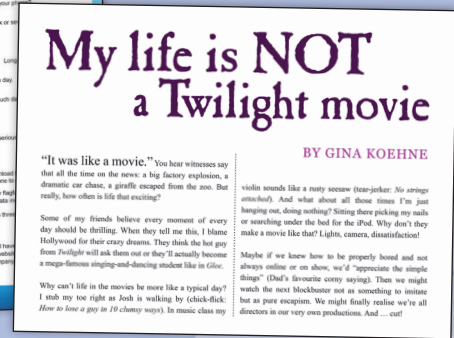 My life is NOT
a Twilight movie
BY GINA KOEHNE
"It was like a movie." You hear witnesses say
that all the time on the news: a big factory explosion, a
dramatic car chase, a giraffe escaped from the zoo. But
really, how often is life that exciting?
Some of my friends believe every moment of every
day should be thrilling. When they tell me this, I blame
Hollywood for their crazy dreams. They think the hot guy
from Twilight will ask them out or they'll actually become
a mega-famous singing-and-dancing student like in Glee.
Why can't life in the movies be more like a typical day?
I stub my toe right as Josh is walking by (chick-flick:
How to lose a guy in 10 clumsy ways). In music class my
violin sounds like a rusty seesaw (tear-jerker: No strings
attached). And what about all those times I'm just
hanging out, doing nothing? Sitting there picking my nails
or searching under the bed for the iPod. Why don't they
make a movie like that? Lights, camera, dissatisfaction!
Maybe if we knew how to be properly bored and not
always online or on show, we'd "appreciate the simple
things" (Dad's favourite corny saying). Then we might
watch the next blockbuster not as something to imitate
but as pure escapism. We might finally realise we're all
directors in our very own productions. And … cut!